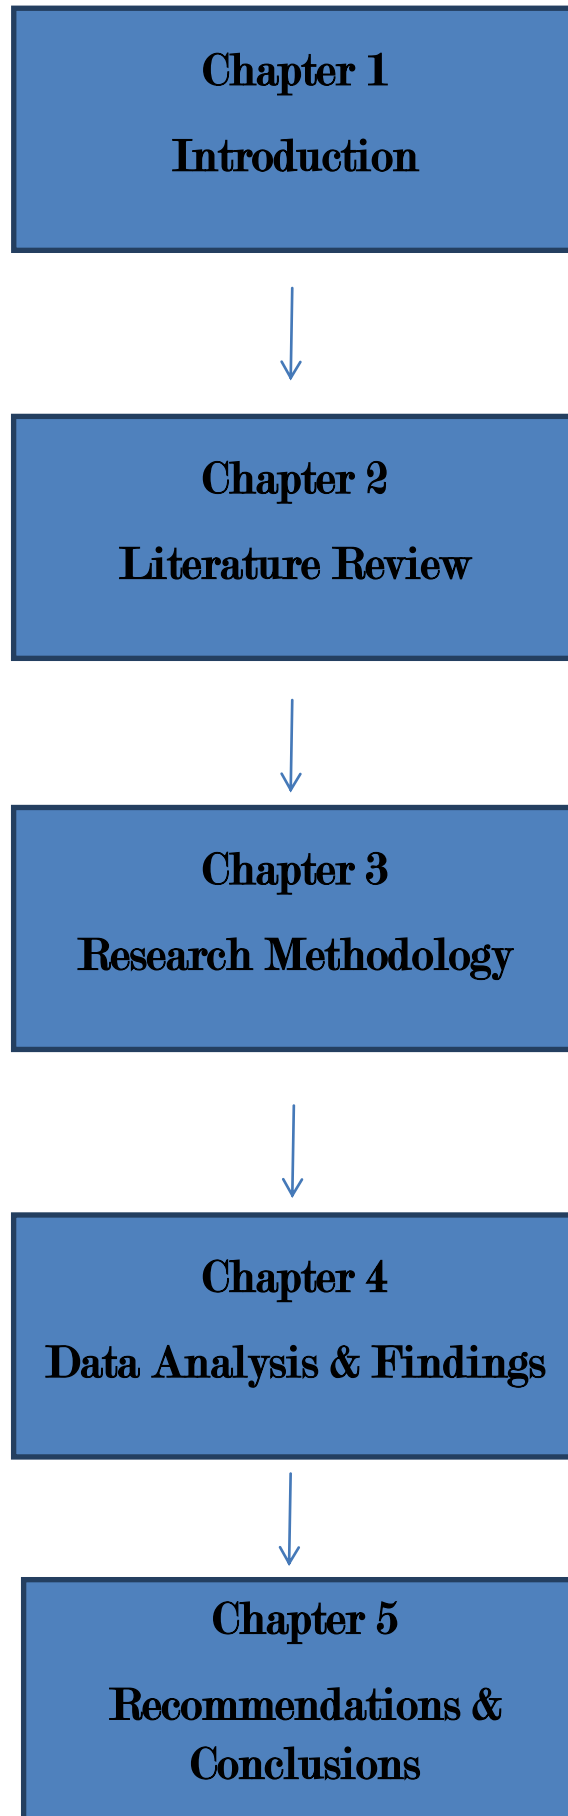 Chapter 1
Introduction
Chapter 2
Literature Review
Chapter 3
Research Methodology
Chapter 4
Data Analysis & Findings
Chapter 5
Recommendations &
Conclusions